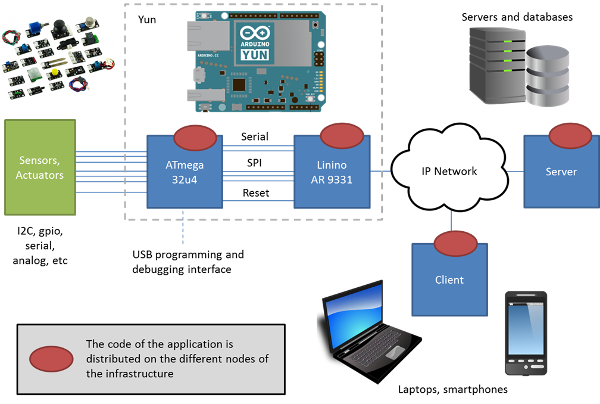 Yun
Servers and databases
ARDUINO
YUN
ARDUINO.CC
Sensors,
Actuators
ATmega
32u4
Serial
SPI
Reset
Linino
AR 9331
IP Network
Server
I2C, gpio,
serial,
analog, etc
USB programming and
debugging interface
Client
The code of the application is
distributed on the different nodes of
the infrastructure
Laptops, smartphones